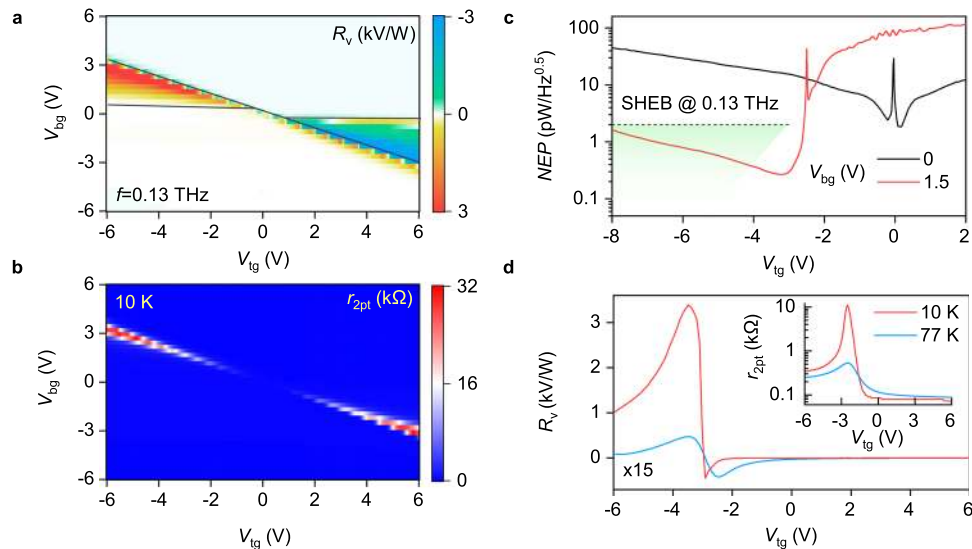 a
6
3
0
-3
-6
V_bg (V)
R_v (kV/W)
f=0.13 THz
-6 -4 -2 0 2 4 6
V_tg (V)
-3
0
3
b
6
3
0
-3
-6
V_bg (V)
10 K
r_2pt (kΩ)
-6 -4 -2 0 2 4 6
V_tg (V)
32
16
0
c
100
10
1
0.1
NEP (pW/Hz^0.5)
SHEB @ 0.13 THz
V_bg (V)
0
1.5
-8 -6 -4 -2 0 2
V_tg (V)
d
3
2
1
0
R_v (kV/W)
x15
-6 -4 -2 0 2 4 6
V_tg (V)
10
1
0.1
r_2pt (kΩ)
10 K
77 K
-6 -3 0 3 6
V_tg (V)